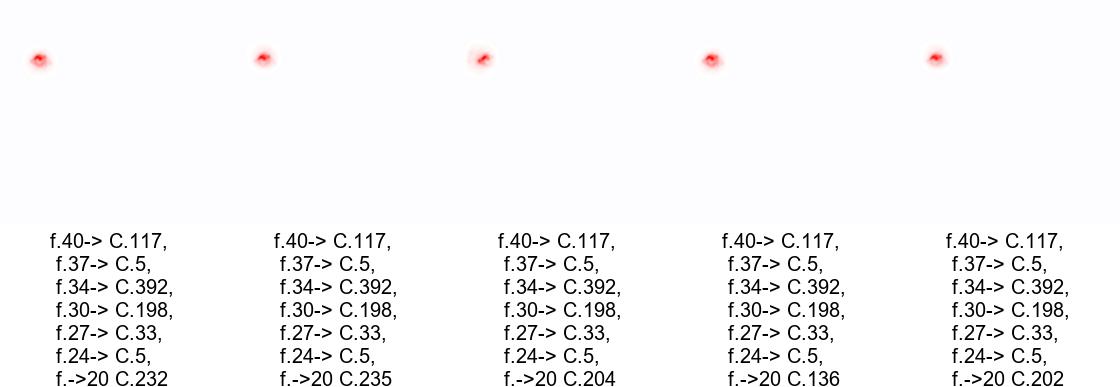 f.40-> C.117,
f.37-> C.5,
f.34-> C.392,
f.30-> C.198,
f.27-> C.33,
f.24-> C.5,
f.->20 C.232
f.40-> C.117,
f.37-> C.5,
f.34-> C.392,
f.30-> C.198,
f.27-> C.33,
f.24-> C.5,
f.->20 C.235
f.40-> C.117,
f.37-> C.5,
f.34-> C.392,
f.30-> C.198,
f.27-> C.33,
f.24-> C.5,
f.->20 C.204
f.40-> C.117,
f.37-> C.5,
f.34-> C.392,
f.30-> C.198,
f.27-> C.33,
f.24-> C.5,
f.->20 C.136
f.40-> C.117,
f.37-> C.5,
f.34-> C.392,
f.30-> C.198,
f.27-> C.33,
f.24-> C.5,
f.->20 C.202